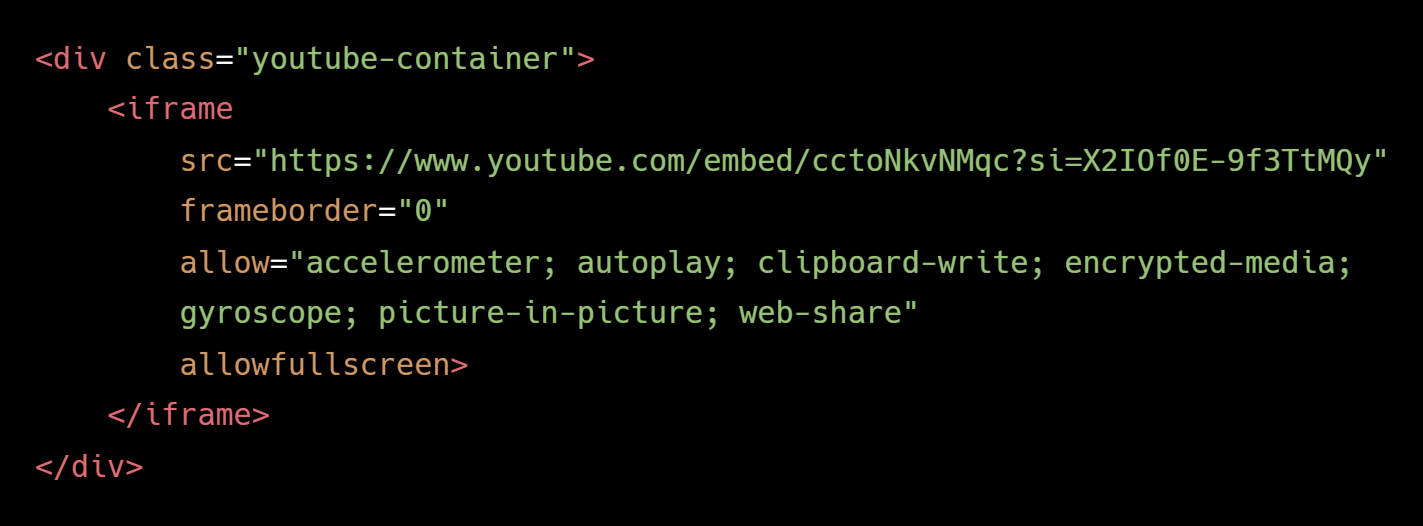 <div class="youtube-container">
<iframe
src="https://www.youtube.com/embed/cctoNkvNMqc?si=X2IOf0E-9f3TtMQy"
frameborder="0"
allow="accelerometer; autoplay; clipboard-write; encrypted-media;
gyroscope; picture-in-picture; web-share"
allowfullscreen>
</iframe>
</div>